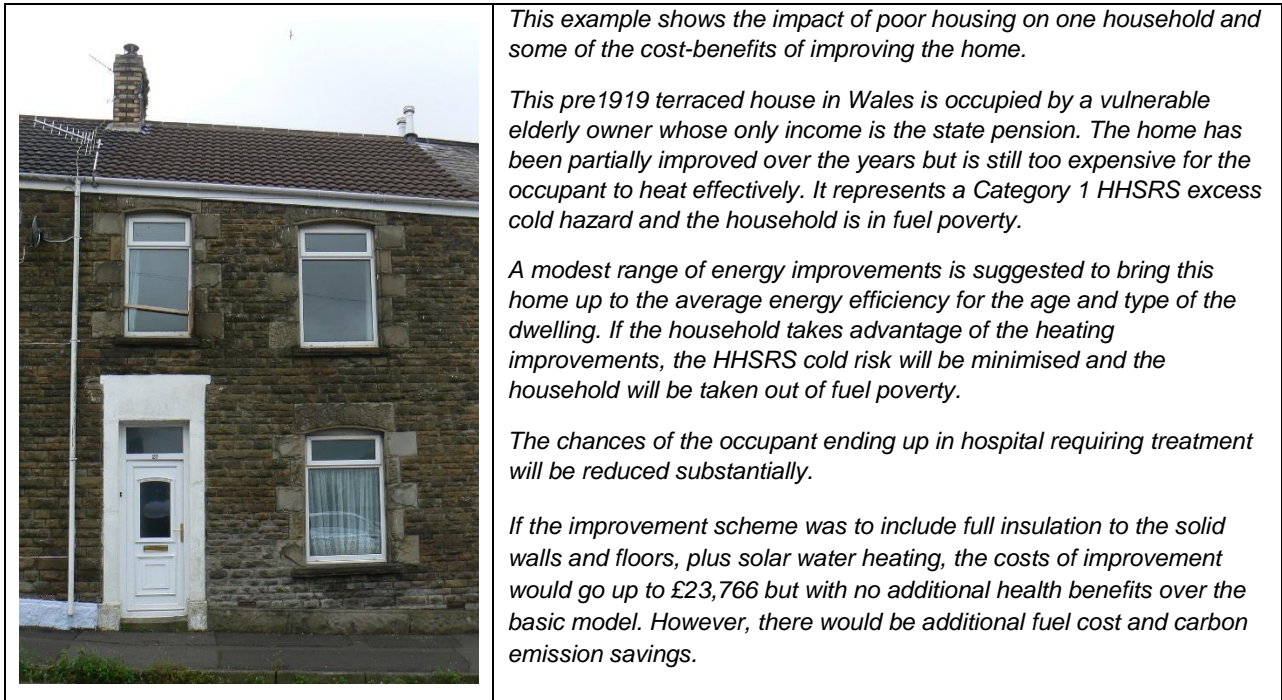 This example shows the impact of poor housing on one household and
some of the cost-benefits of improving the home.
This pre1919 terraced house in Wales is occupied by a vulnerable
elderly owner whose only income is the state pension. The home has
been partially improved over the years but is still too expensive for the
occupant to heat effectively. It represents a Category 1 HHSRS excess
cold hazard and the household is in fuel poverty.
A modest range of energy improvements is suggested to bring this
home up to the average energy efficiency for the age and type of the
dwelling. If the household takes advantage of the heating
improvements, the HHSRS cold risk will be minimised and the
household will be taken out of fuel poverty.
The chances of the occupant ending up in hospital requiring treatment
will be reduced substantially.
If the improvement scheme was to include full insulation to the solid
walls and floors, plus solar water heating, the costs of improvement
would go up to £23,766 but with no additional health benefits over the
basic model. However, there would be additional fuel cost and carbon
emission savings.